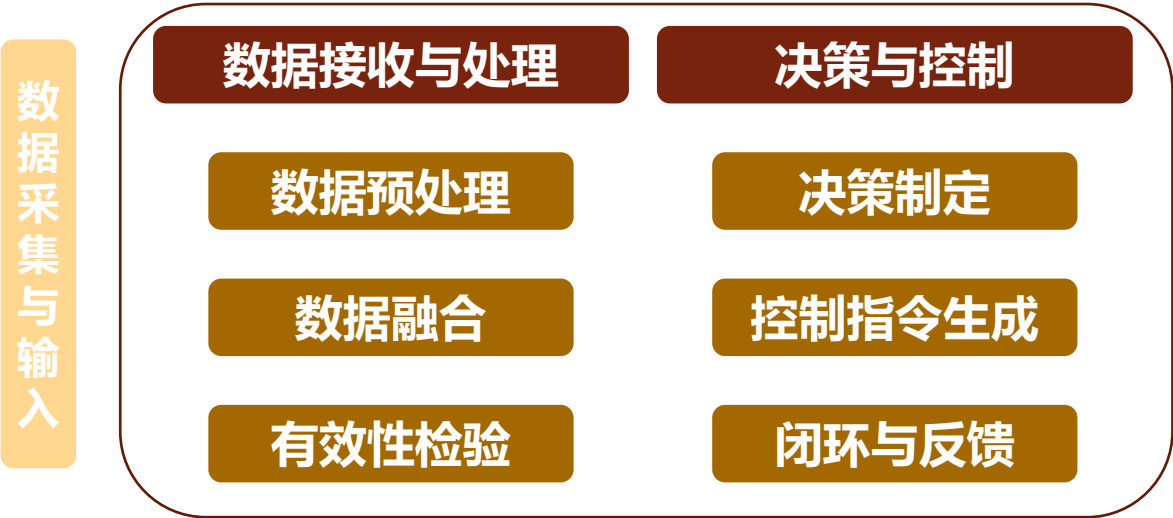 数据采集与输入
数据接收与处理
决策与控制
数据预处理
决策制定
数据融合
控制指令生成
有效性检验
闭环与反馈